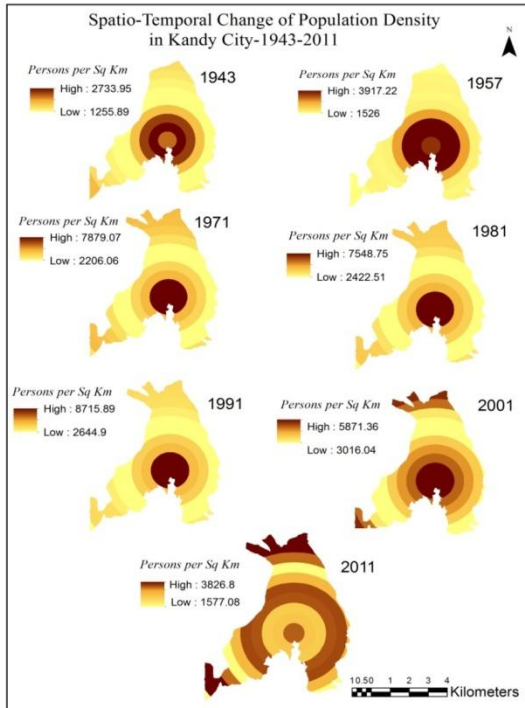 Spatio-Temporal Change of Population Density
in Kandy City-1943-2011
N
Persons per Sq Km
High : 2733.95
Low : 1255.89
1943
Persons per Sq Km
High : 3917.22
Low : 1526
1957
Persons per Sq Km
High : 7879.07
Low : 2206.06
1971
Persons per Sq Km
High : 7548.75
Low : 2422.51
1981
Persons per Sq Km
High : 8715.89
Low : 2644.9
1991
Persons per Sq Km
High : 5871.36
Low : 3016.04
2001
Persons per Sq Km
High : 3826.8
Low : 1577.08
2011
10.50 1 2 3 4
Kilometers